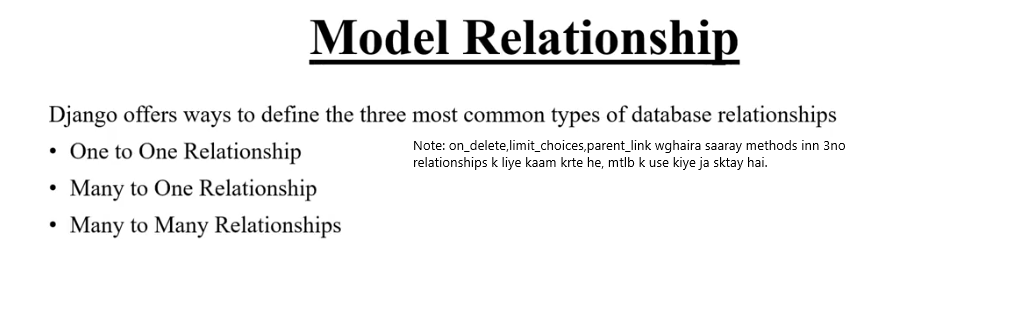 Model Relationship
Django offers ways to define the three most common types of database relationships
• One to One Relationship
Note: on_delete,limit_choices,parent_link wghaira saaray methods inn 3no
relationships k liye kaam krte he, mtlb k use kiye ja sktay hai.
• Many to One Relationship
• Many to Many Relationships